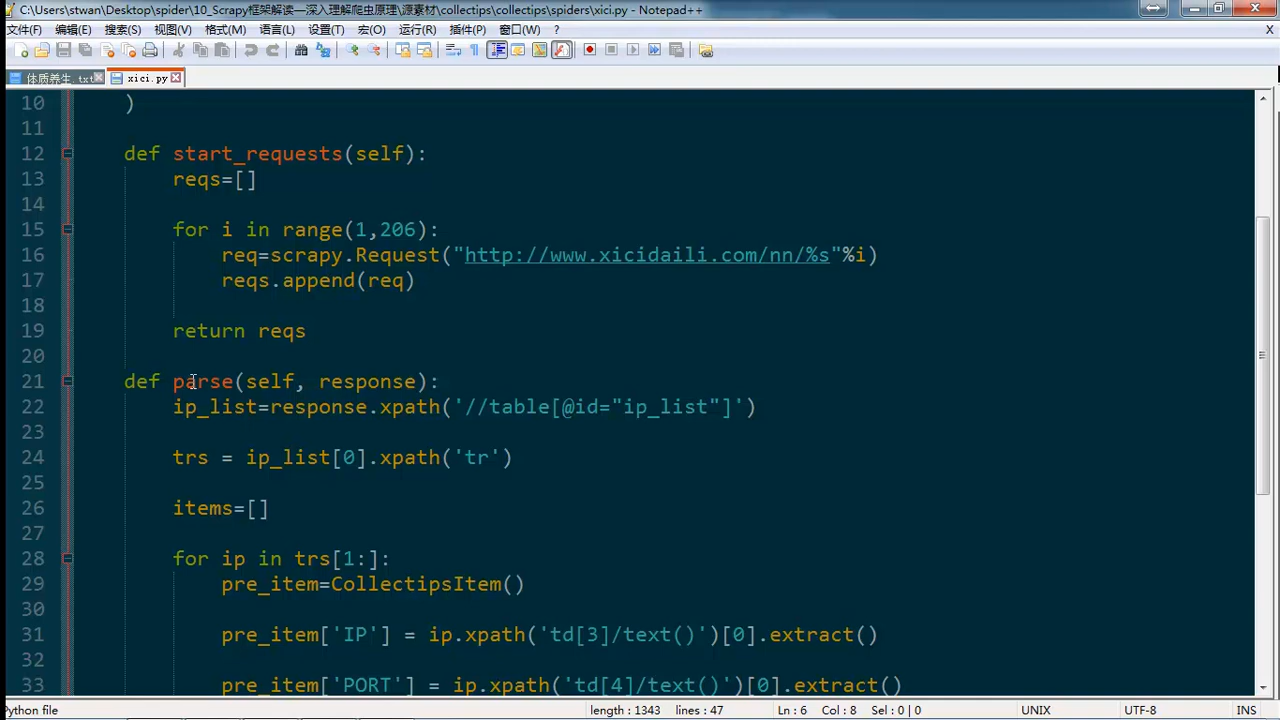 C:\Users\stwan\Desktop\spider\10_Scrapy框架解读—深入理解爬虫原理\源素材\collectips\collectips\spiders\xici.py - Notepad++
文件(F) 编辑(E) 搜索(S) 视图(V) 格式(M) 语言(L) 设置(T) 宏(O) 运行(R) 插件(P) 窗口(W) ? X
体质养生.txt xici.py
10 )
11
12 def start_requests(self):
13 reqs=[]
14
15 for i in range(1,206):
16 req=scrapy.Request("http://www.xicidaili.com/nn/%s"%i)
17 reqs.append(req)
18
19 return reqs
20
21 def parse(self, response):
22 ip_list=response.xpath('//table[@id="ip_list"]')
23
24 trs = ip_list[0].xpath('tr')
25
26 items=[]
27
28 for ip in trs[1:]:
29 pre_item=CollectipsItem()
30
31 pre_item['IP'] = ip.xpath('td[3]/text()')[0].extract()
32
33 pre_item['PORT'] = ip.xpath('td[4]/text()')[0].extract()
Python file length : 1343 lines : 47 Ln : 6 Col : 8 Sel : 0 | 0 UNIX UTF-8 INS